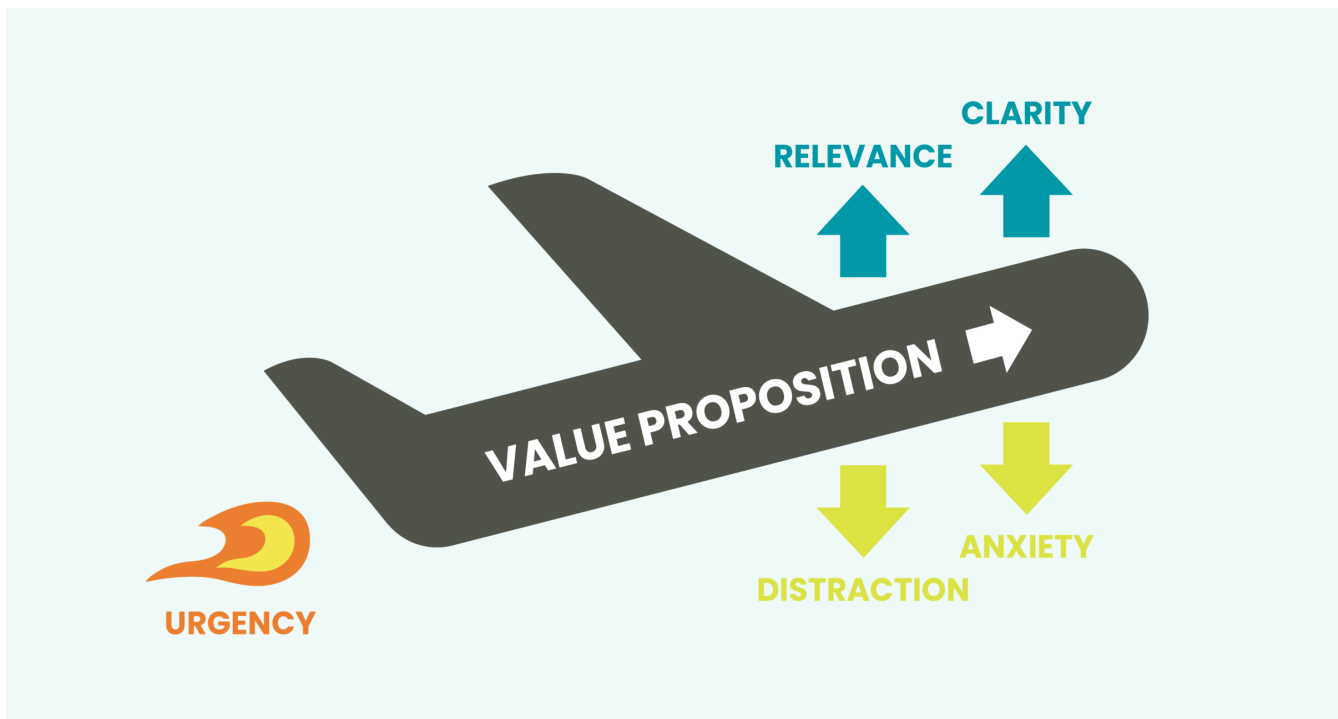 CLARITY
RELEVANCE
VALUE PROPOSITION
ANXIETY
DISTRACTION
URGENCY